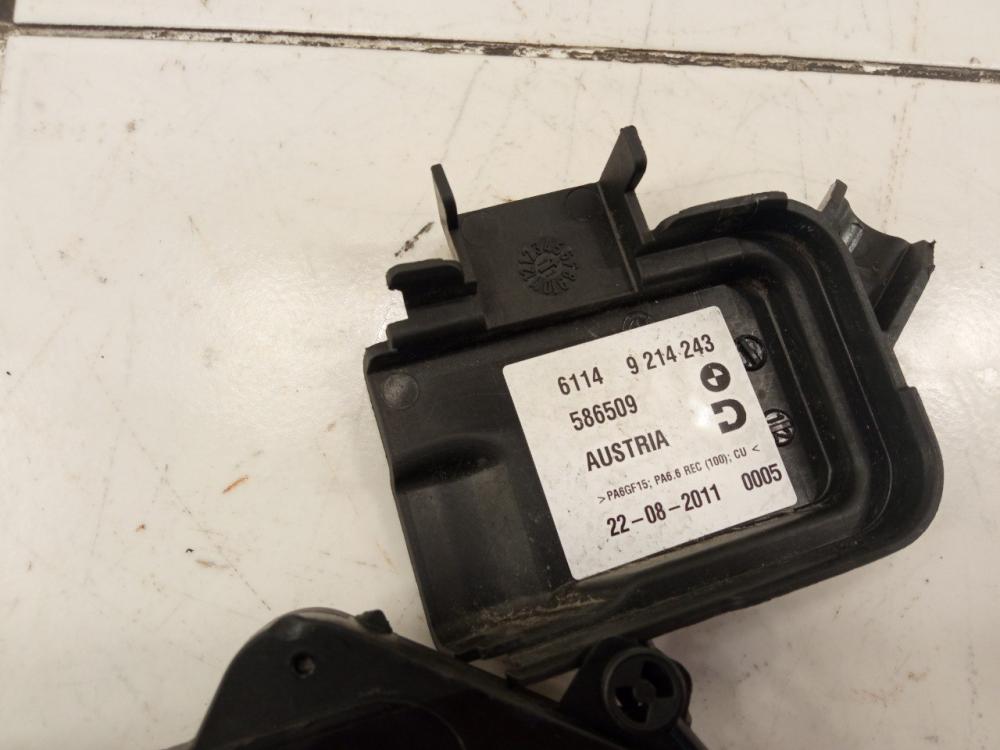 6114 9 214 243
586509
AUSTRIA
>PA6GF15; PA6.6 REC (100); CU <
22-08-2011 0005